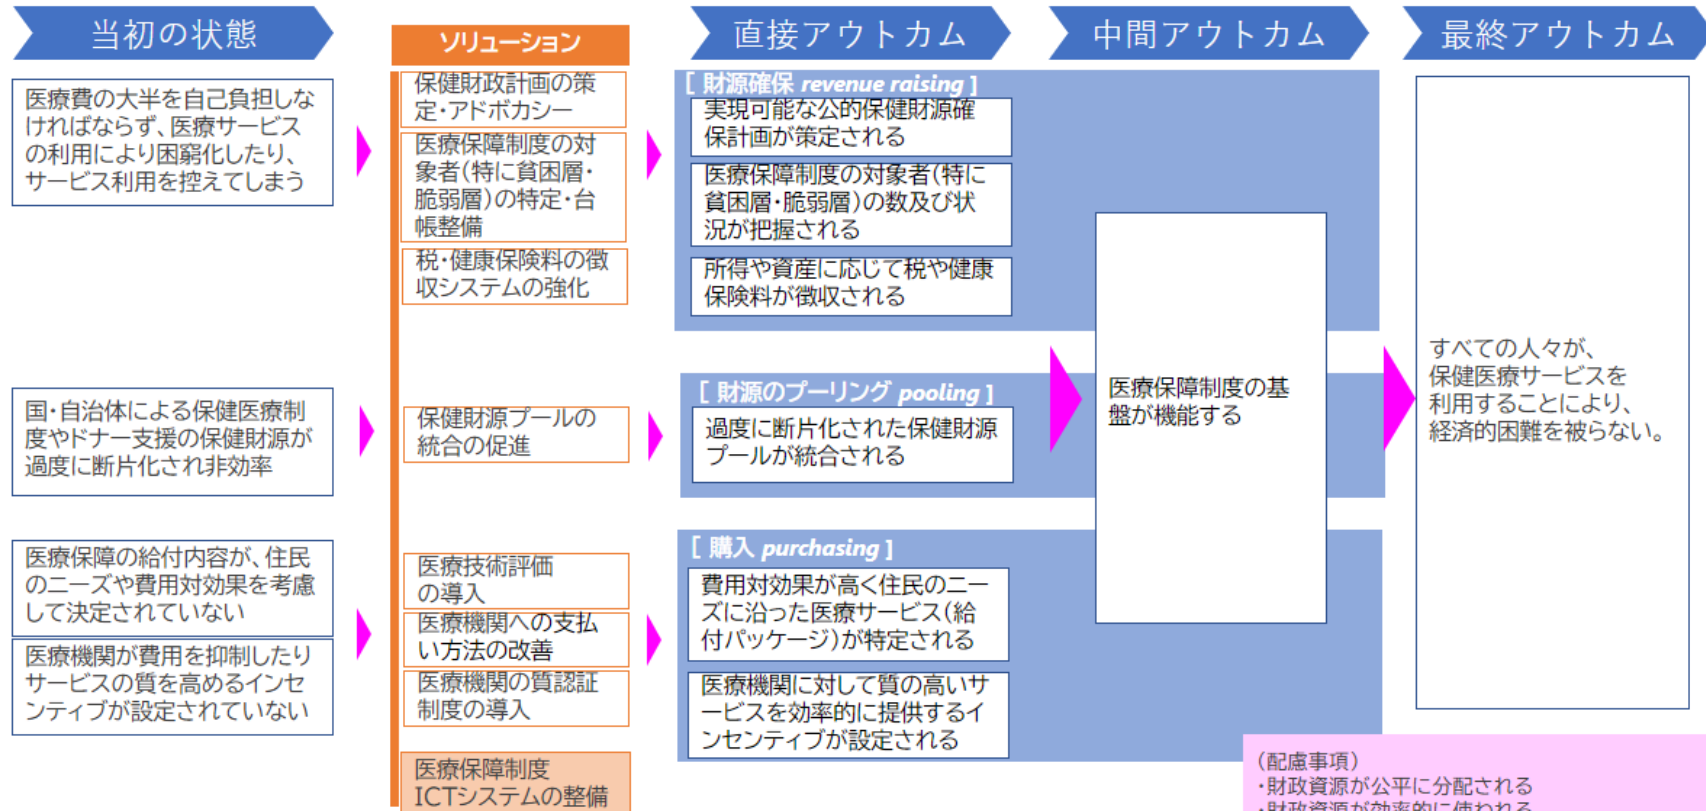 当初の状態
ソリューション
直接アウトカム
中間アウトカム
最終アウトカム
医療費の大半を自己負担しな
ければならず、医療サービス
の利用により困窮化したり、
サービス利用を控えてしまう
保健財政計画の策
定・アドボカシー
医療保障制度の対
象者(特に貧困層・
脆弱層)の特定・台
帳整備
税・健康保険料の徴
収システムの強化
[ 財源確保 revenue raising ]
実現可能な公的保健財源確
保計画が策定される
医療保障制度の対象者(特に
貧困層・脆弱層)の数及び状
況が把握される
所得や資産に応じて税や健康
保険料が徴収される
国・自治体による保健医療制
度やドナー支援の保健財源が
過度に断片化され非効率
保健財源プールの
統合の促進
[ 財源のプーリング pooling ]
過度に断片化された保健財源
プールが統合される
医療保障の給付内容が、住民
のニーズや費用対効果を考慮
して決定されていない
医療機関が費用を抑制したり
サービスの質を高めるインセ
ンティブが設定されていない
医療技術評価
の導入
医療機関への支払
い方法の改善
医療機関の質認証
制度の導入
医療保障制度
ICTシステムの整備
[ 購入 purchasing ]
費用対効果が高く住民のニー
ズに沿った医療サービス(給
付パッケージ)が特定される
医療機関に対して質の高いサ
ービスを効率的に提供するイ
ンセンティブが設定される
医療保障制度の基
盤が機能する
すべての人々が、
保健医療サービスを
利用することにより、
経済的困難を被らない。
(配慮事項)
・財政資源が公平に分配される
・財政資源が効率的に使われる